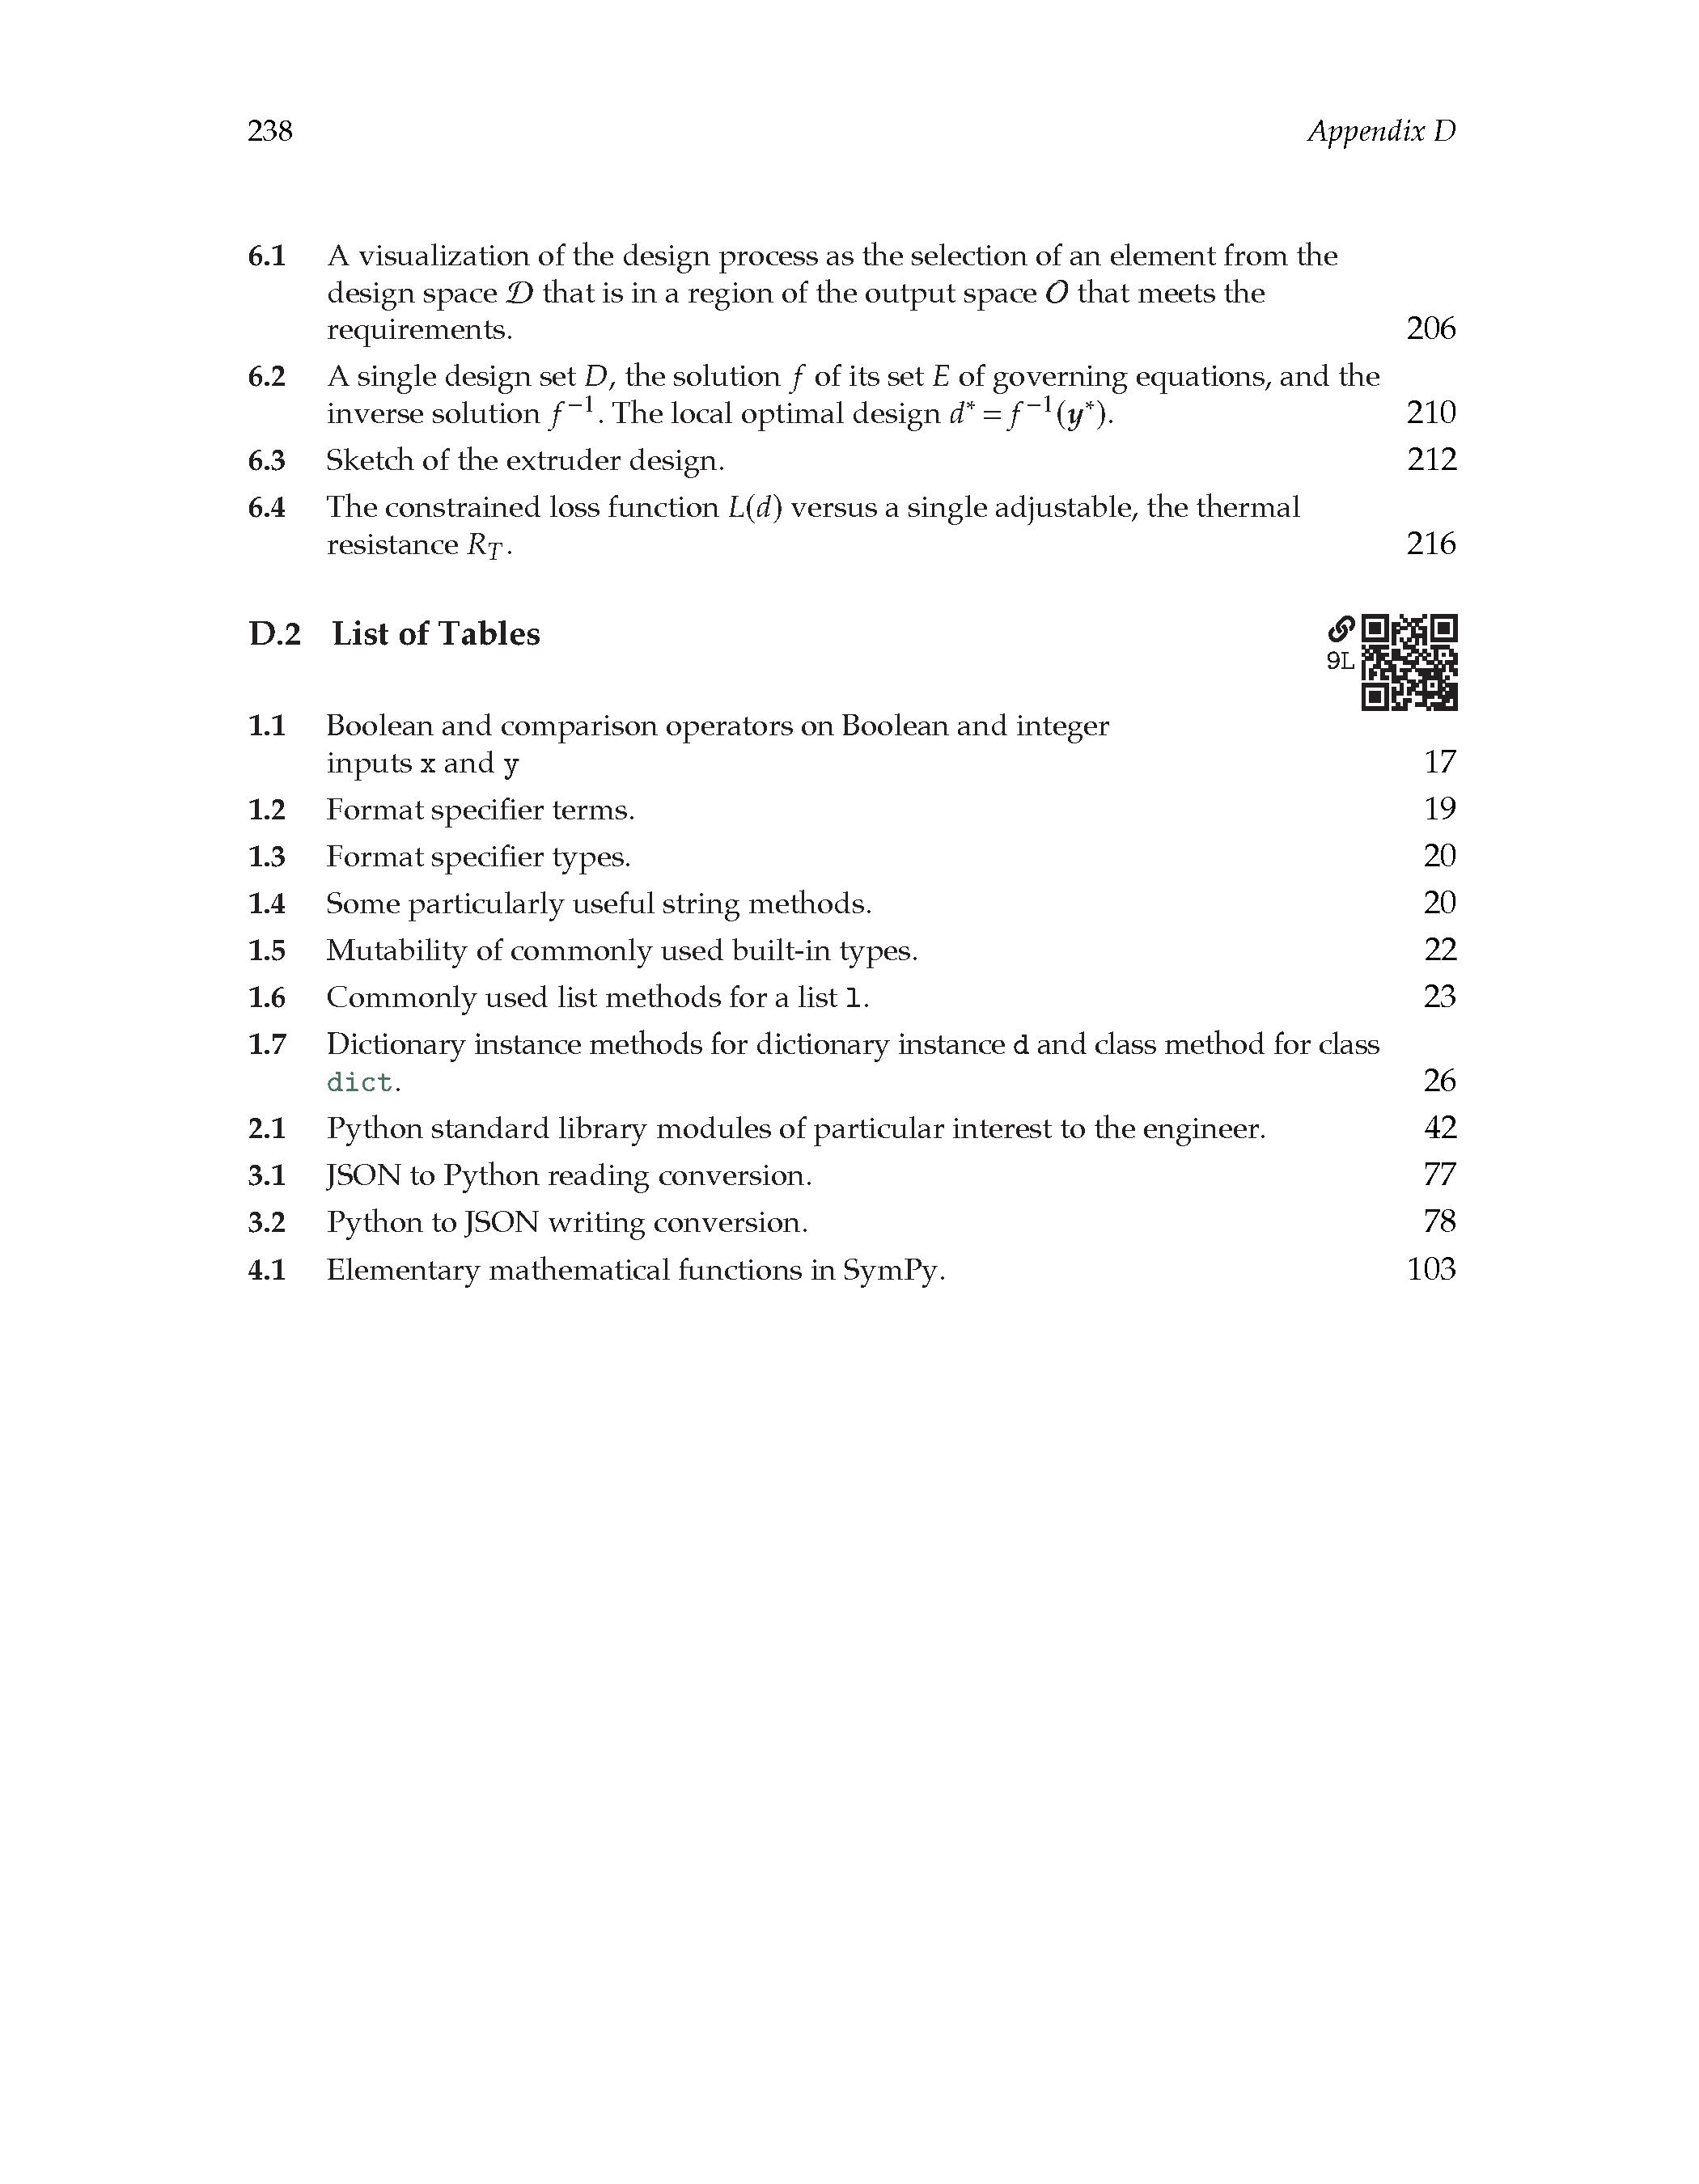 238 Appendix D
6.1 A visualization of the design process as the selection of an element from the
design space 𝒟 that is in a region of the output space 𝒪 that meets the
requirements. 206
6.2 A single design set D, the solution f of its set E of governing equations, and the
inverse solution f⁻¹. The local optimal design d* = f⁻¹(y*). 210
6.3 Sketch of the extruder design. 212
6.4 The constrained loss function L(d) versus a single adjustable, the thermal
resistance R_T. 216
D.2 List of Tables
9L
1.1 Boolean and comparison operators on Boolean and integer
inputs x and y 17
1.2 Format specifier terms. 19
1.3 Format specifier types. 20
1.4 Some particularly useful string methods. 20
1.5 Mutability of commonly used built-in types. 22
1.6 Commonly used list methods for a list l. 23
1.7 Dictionary instance methods for dictionary instance d and class method for class
dict. 26
2.1 Python standard library modules of particular interest to the engineer. 42
3.1 JSON to Python reading conversion. 77
3.2 Python to JSON writing conversion. 78
4.1 Elementary mathematical functions in SymPy. 103